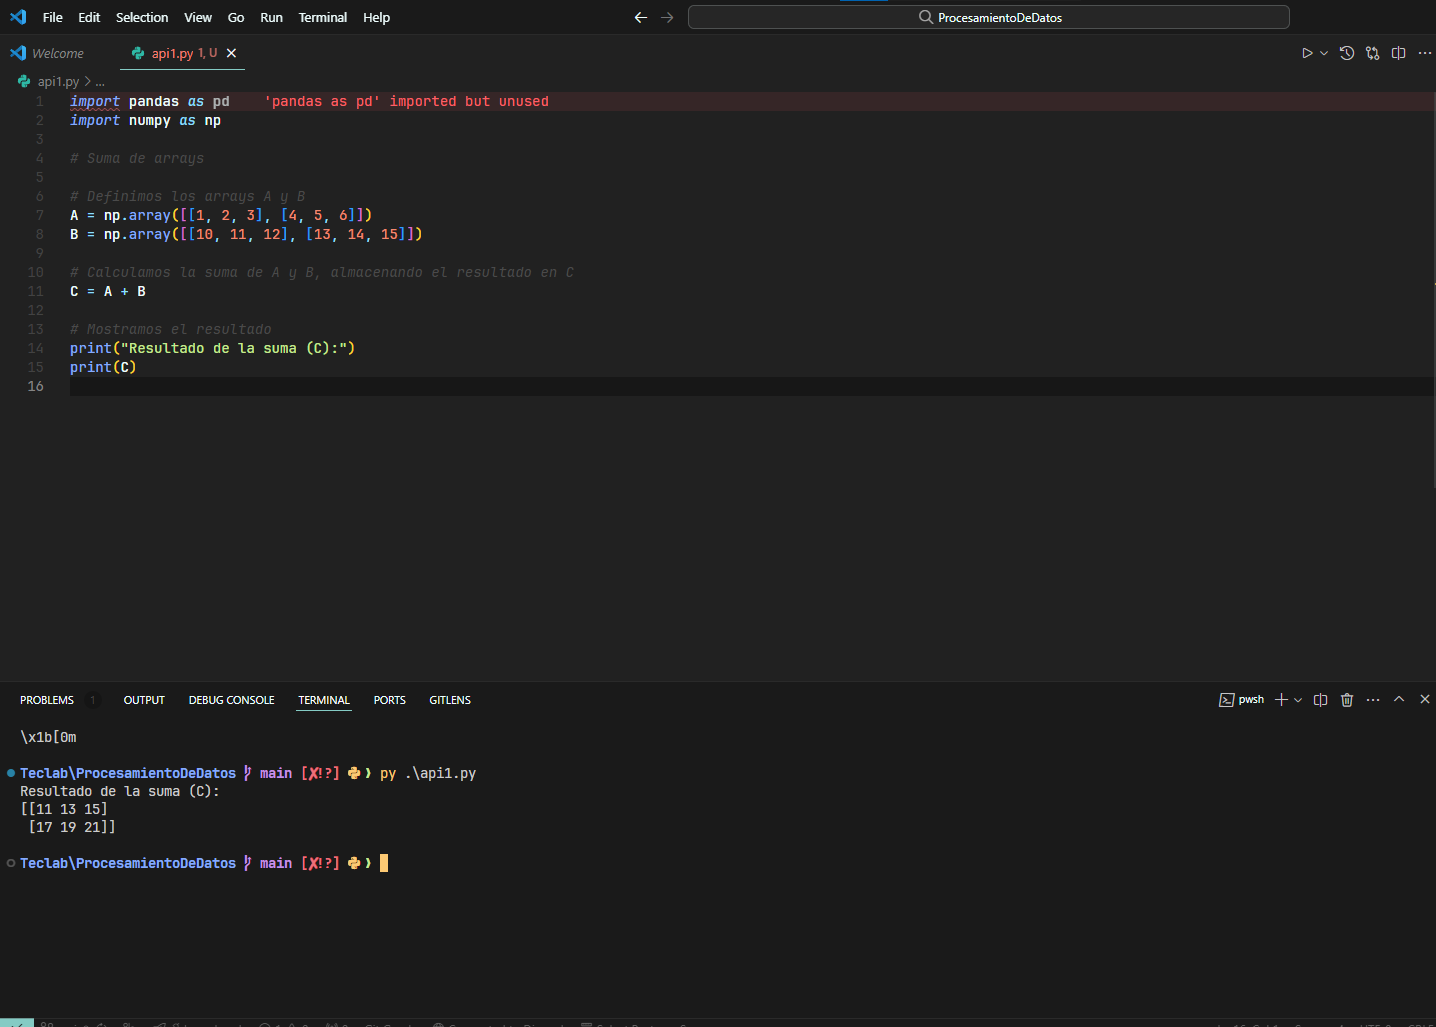 File Edit Selection View Go Run Terminal Help
ProcesamientoDeDatos
Welcome
api1.py 1, U
api1.py > ...
1 import pandas as pd 'pandas as pd' imported but unused
2 import numpy as np
3
4 # Suma de arrays
5
6 # Definimos los arrays A y B
7 A = np.array([[1, 2, 3], [4, 5, 6]])
8 B = np.array([[10, 11, 12], [13, 14, 15]])
9
10 # Calculamos la suma de A y B, almacenando el resultado en C
11 C = A + B
12
13 # Mostramos el resultado
14 print("Resultado de la suma (C):")
15 print(C)
16
PROBLEMS 1 OUTPUT DEBUG CONSOLE TERMINAL PORTS GITLENS
pwsh
\x1b[0m
Teclab\ProcesamientoDeDatos main [✘!?] ❯ py .\api1.py
Resultado de la suma (C):
[[11 13 15]
[17 19 21]]
Teclab\ProcesamientoDeDatos main [✘!?] ❯